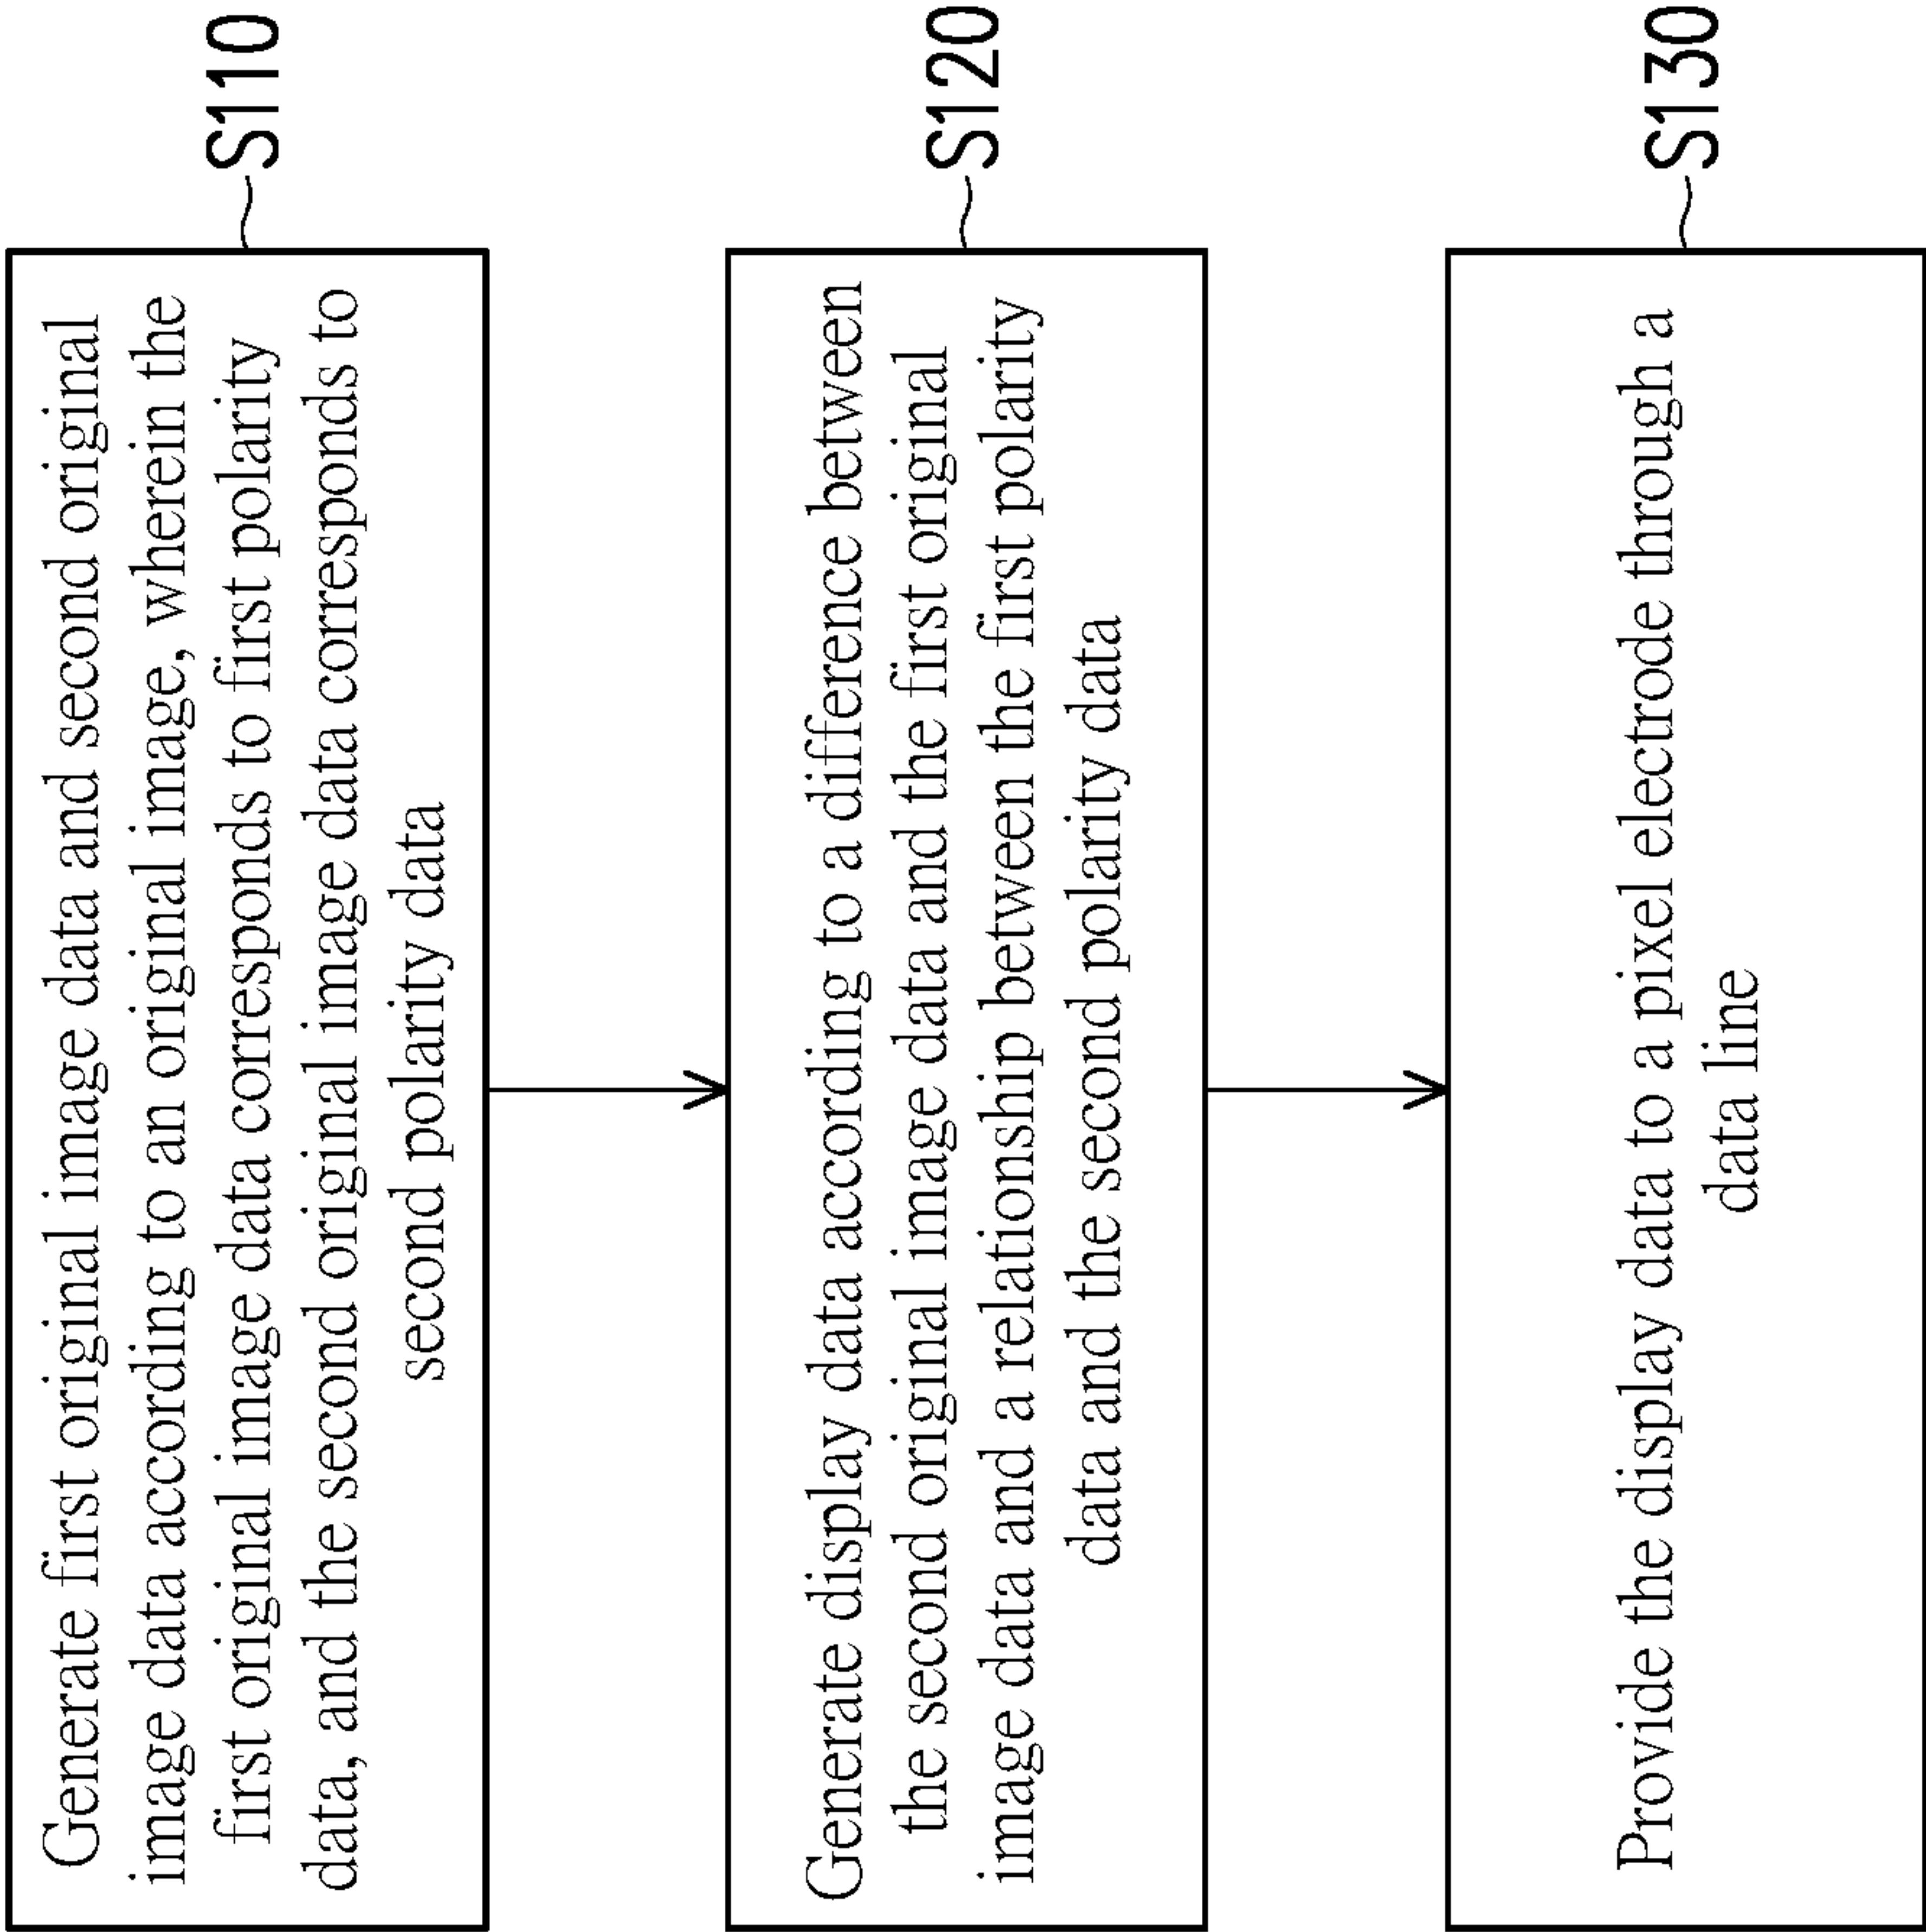 Generate first original image data and second original
image data according to an original image, wherein the
first original image data corresponds to first polarity
data, and the second original image data corresponds to
second polarity data
S110
Generate display data according to a difference between
the second original image data and the first original
image data and a relationship between the first polarity
data and the second polarity data
S120
Provide the display data to a pixel electrode through a
data line
S130